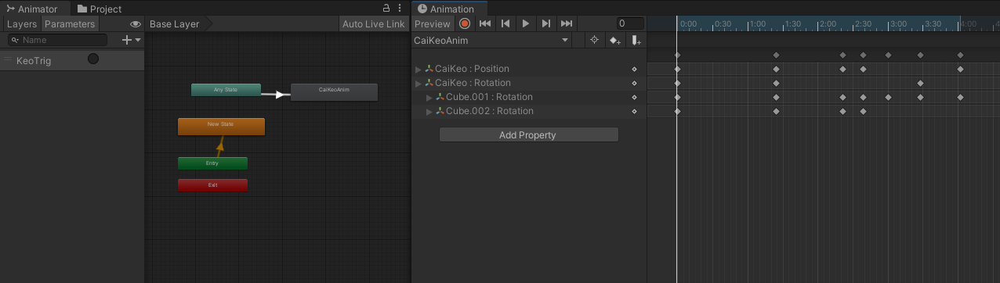 Animator
Project
Layers
Parameters
Base Layer
Auto Live Link
Name
KeoTrig
Any State
CaiKeoAnim
New State
Entry
Exit
Animation
Preview
0
0:00 0:30 1:00 1:30 2:00 2:30 3:00 3:30 4:00 4
CaiKeoAnim
CaiKeo : Position
CaiKeo : Rotation
Cube.001 : Rotation
Cube.002 : Rotation
Add Property